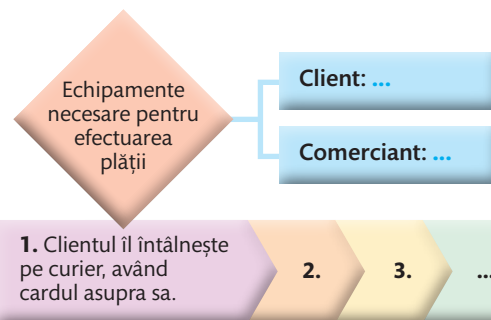 Echipamente
necesare pentru
efectuarea
plății
Client: ...
Comerciant: ...
1. Clientul îl întâlnește
pe curier, având
cardul asupra sa.
2.
3.
...